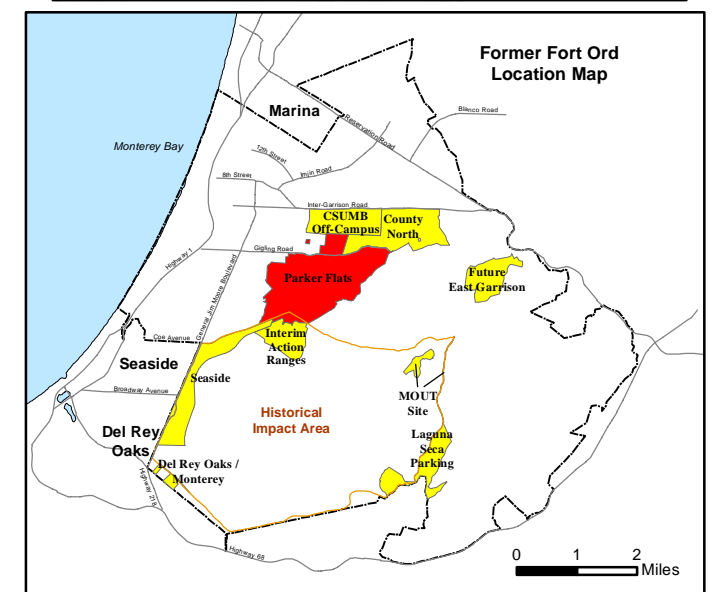 Former Fort Ord
Location Map
Marina
Blanco Road
Reservation Road
Monterey Bay
12th Street
Imjin Road
8th Street
Inter-Garrison Road
CSUMB
Off-Campus
County
North
Gigling Road
Highway 1
General Jim Moore Boulevard
Parker Flats
Future
East Garrison
Coe Avenue
Interim
Action
Ranges
Seaside
Seaside
Broadway Avenue
MOUT
Site
Historical
Impact Area
Del Rey
Oaks
Laguna
Seca
Parking
Del Rey Oaks /
Monterey
Highway 218
Highway 68
0 1 2
Miles